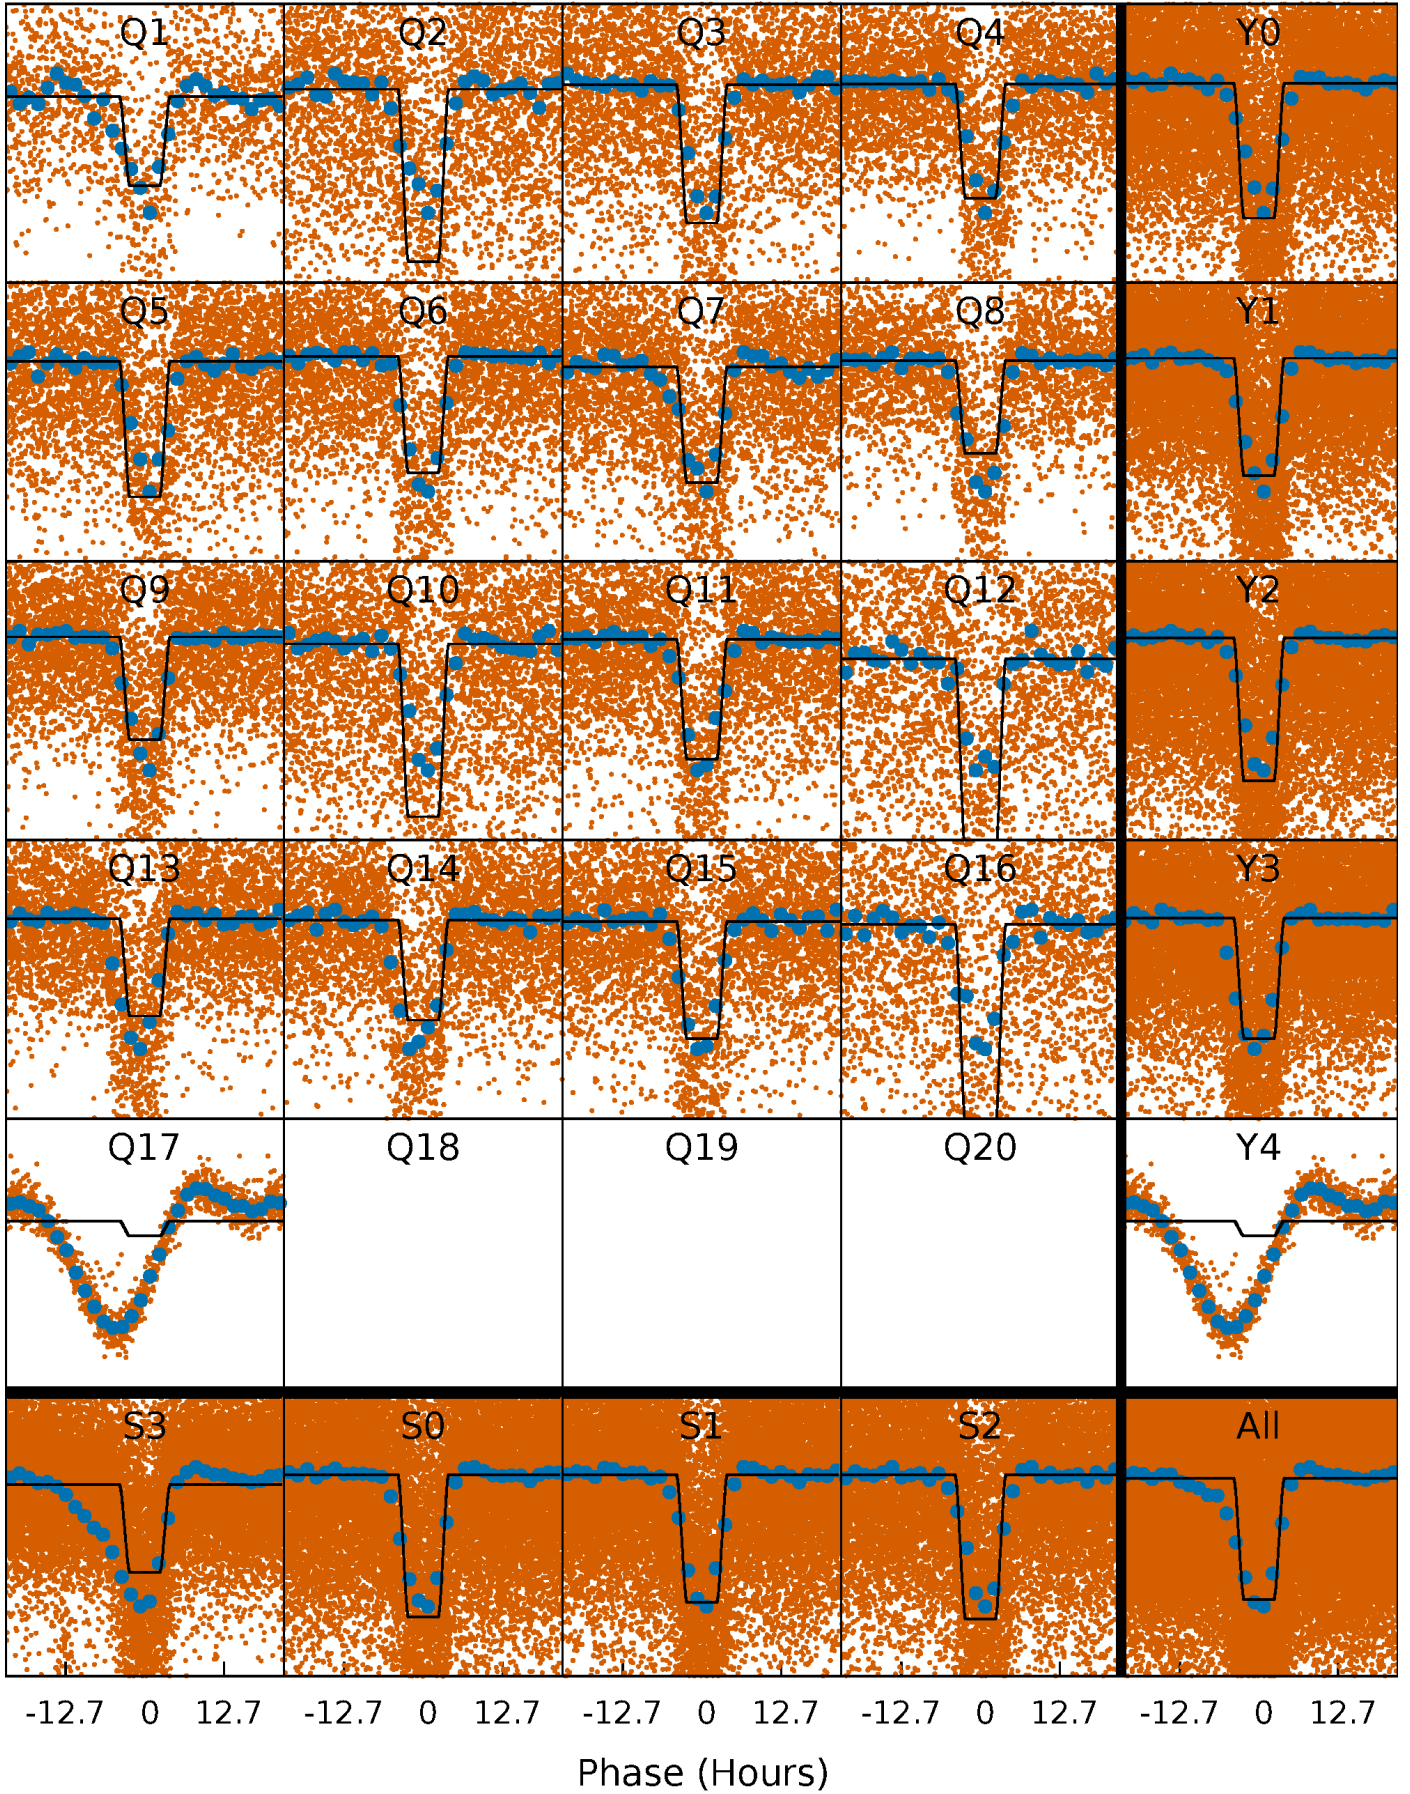 Q1 Q2 Q3 Q4 Y0
Q5 Q6 Q7 Q8 Y1
Q9 Q10 Q11 Q12 Y2
Q13 Q14 Q15 Q16 Y3
Q17 Q18 Q19 Q20 Y4
S3 S0 S1 S2 All
-12.7 0 12.7 -12.7 0 12.7 -12.7 0 12.7 -12.7 0 12.7 -12.7 0 12.7
Phase (Hours)